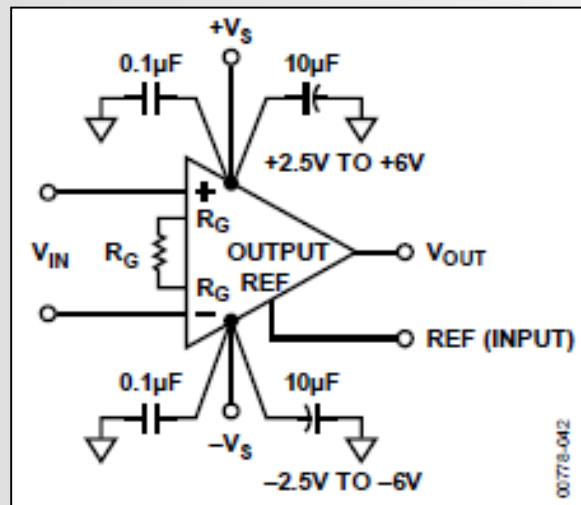 +VS
0.1µF
10µF
+2.5V TO +6V
+
RG
VIN
RG
OUTPUT
VOUT
RG
REF
–
REF (INPUT)
0.1µF
10µF
–VS
–2.5V TO –6V
00778-042